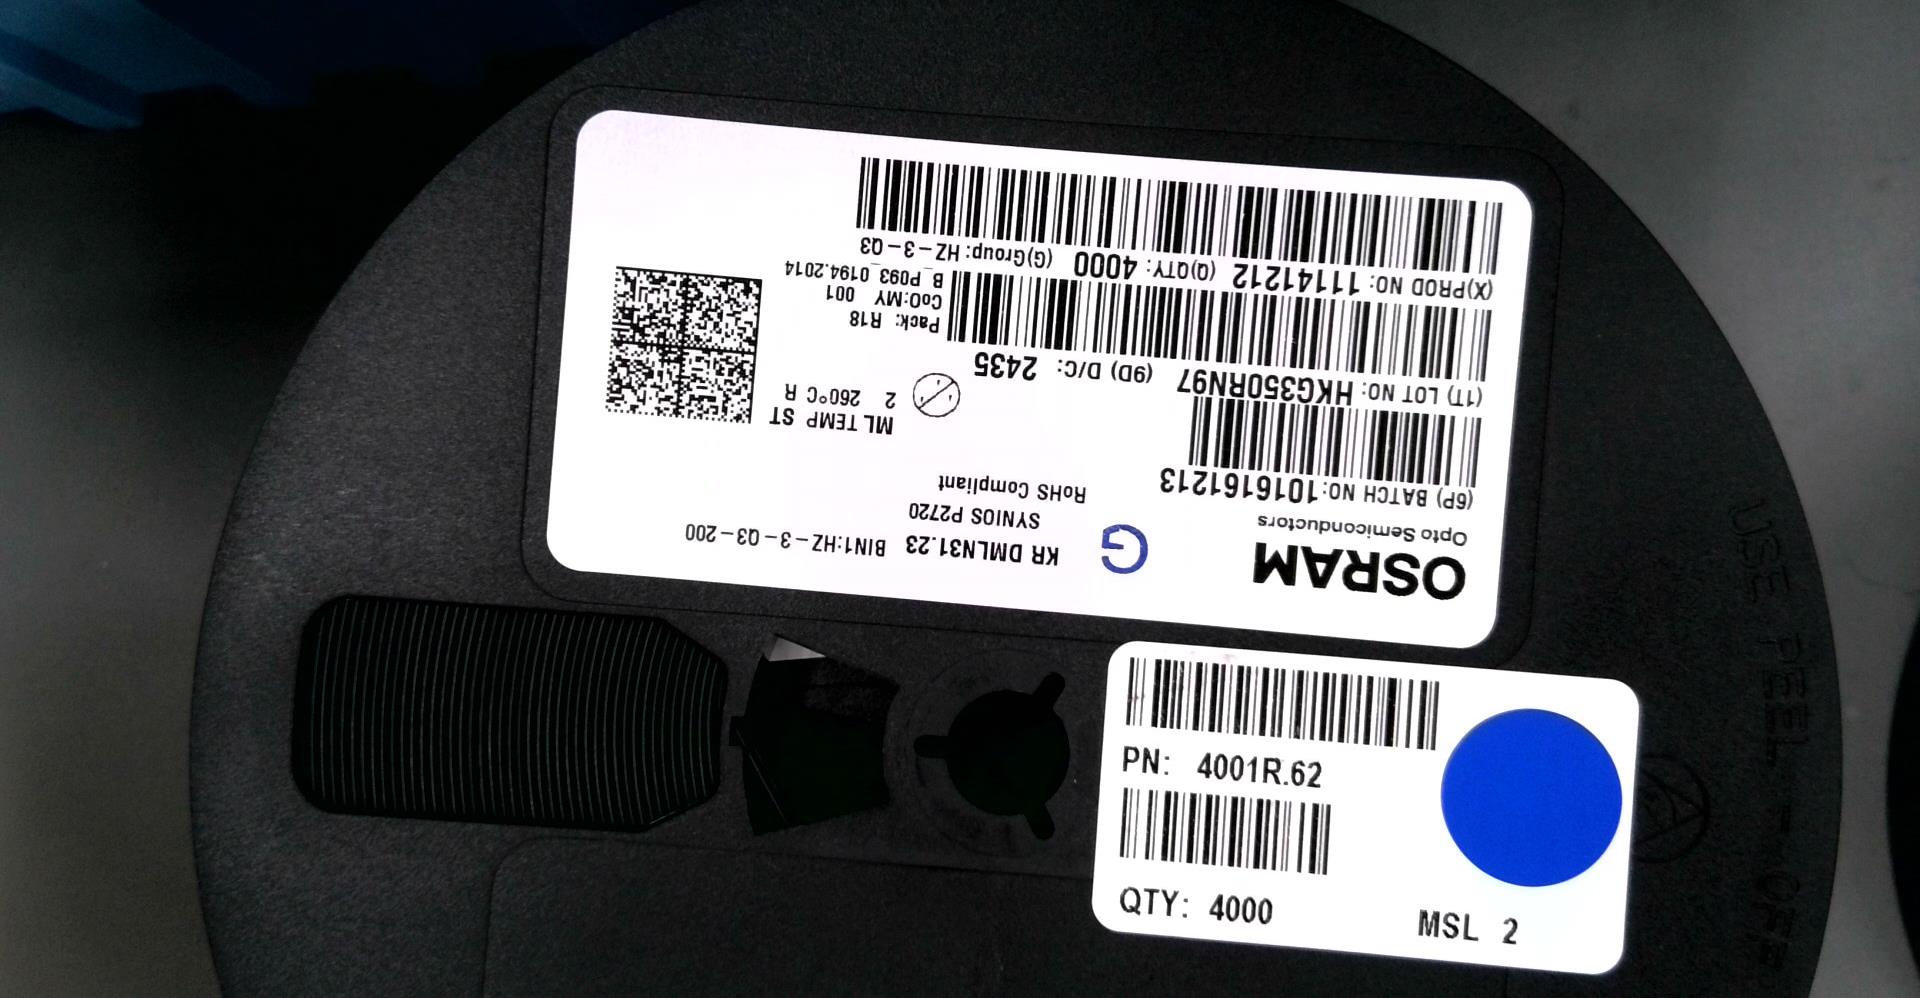 OSRAM
Opto Semiconductors
(6P) BATCH NO:1016161213
(1T) LOT NO: HKG350RN97 (9D) D/C: 2435
(X)PROD NO: 11141212 (Q)QTY: 4000 (G)Group: HZ-3-Q3
G
KR DMLN31.23 BIN1:HZ-3-Q3-200
SYNIOS P2720
RoHS Compliant
ML TEMP ST
2 260°C R
Pack: R18
CoO:MY 001
B_P093_0194.2014
PN: 4001R.62
QTY: 4000
MSL 2
USE PEEL-OFF